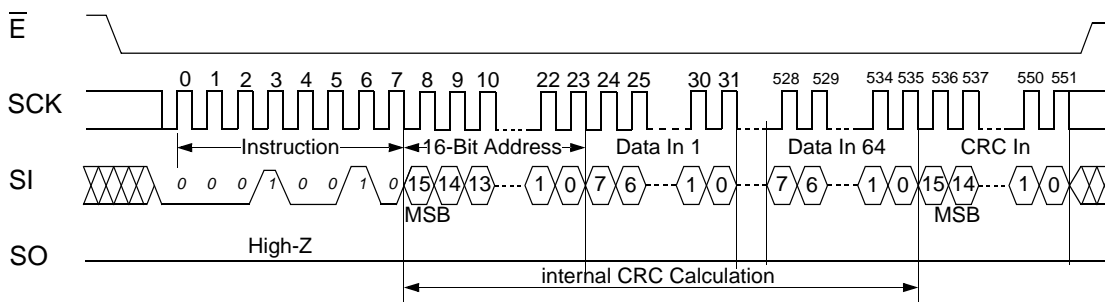 E
0 1 2 3 4 5 6 7 8 9 10 22 23 24 25 30 31 528 529 534 535 536 537 550 551
SCK
Instruction 16-Bit Address Data In 1 Data In 64 CRC In
SI 0 0 0 1 0 0 1 0 15 14 13 1 0 7 6 1 0 7 6 1 0 15 14 1 0
MSB MSB
High-Z
SO
internal CRC Calculation